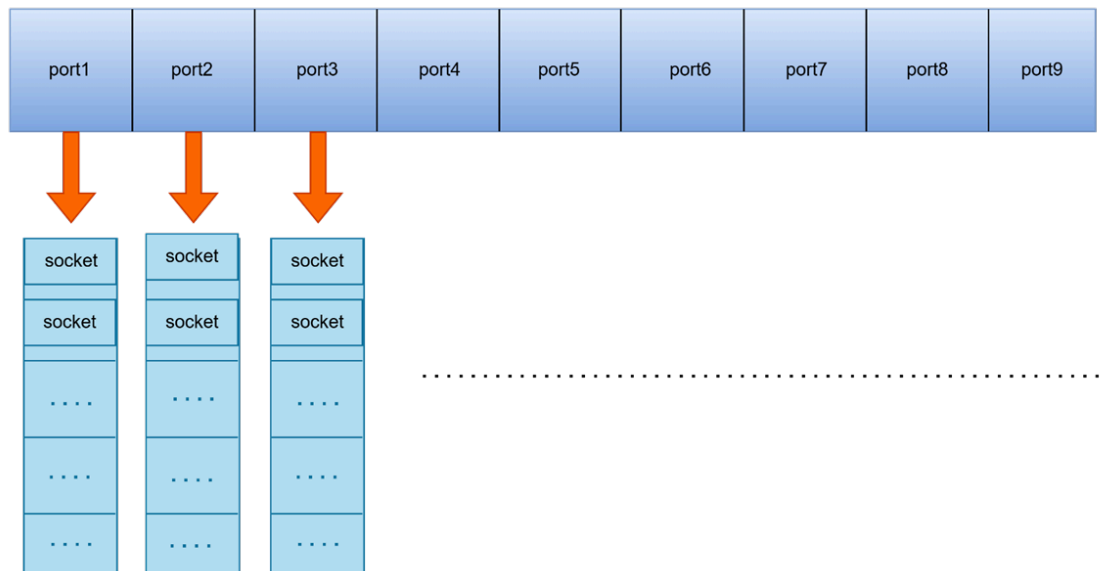 port1 port2 port3 port4 port5 port6 port7 port8 port9
socket socket socket
socket socket socket
.... .... ....
.... .... ....
.... .... ....